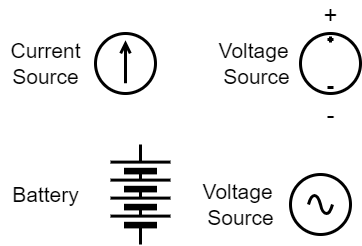 Current
Source
Voltage
Source
+
-
Battery
Voltage
Source